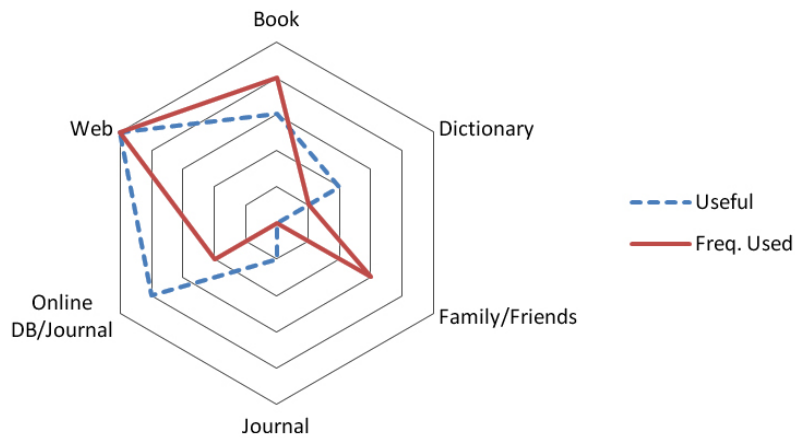 Book
Web
Dictionary
Useful
Freq. Used
Online
DB/Journal
Family/Friends
Journal